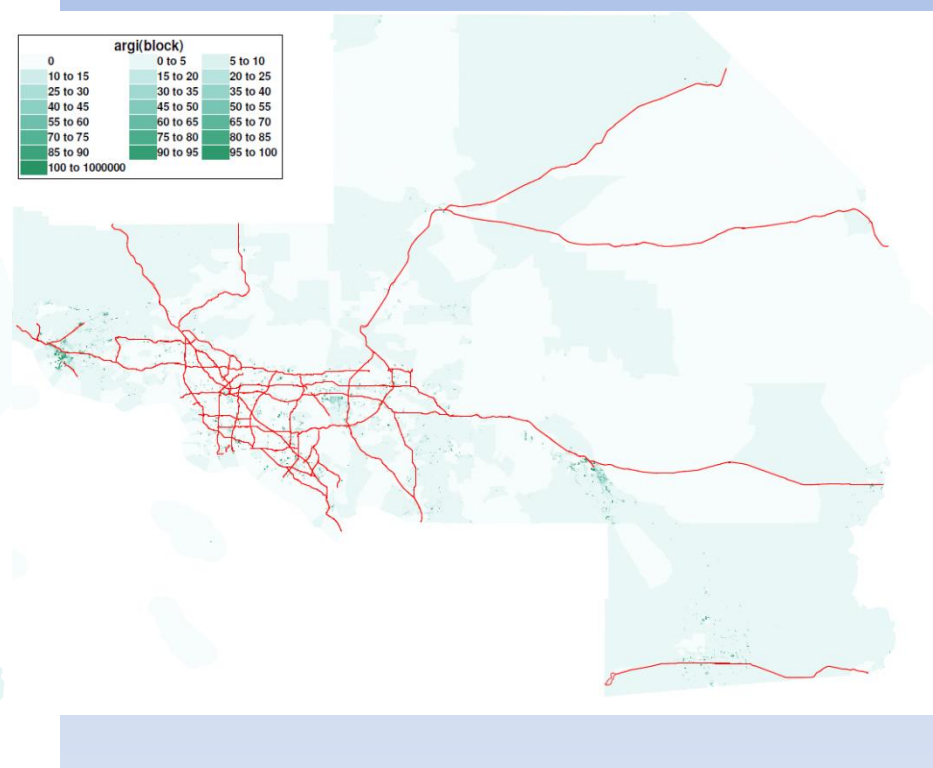 argi(block)
0 0 to 5 5 to 10
10 to 15 15 to 20 20 to 25
25 to 30 30 to 35 35 to 40
40 to 45 45 to 50 50 to 55
55 to 60 60 to 65 65 to 70
70 to 75 75 to 80 80 to 85
85 to 90 90 to 95 95 to 100
100 to 1000000